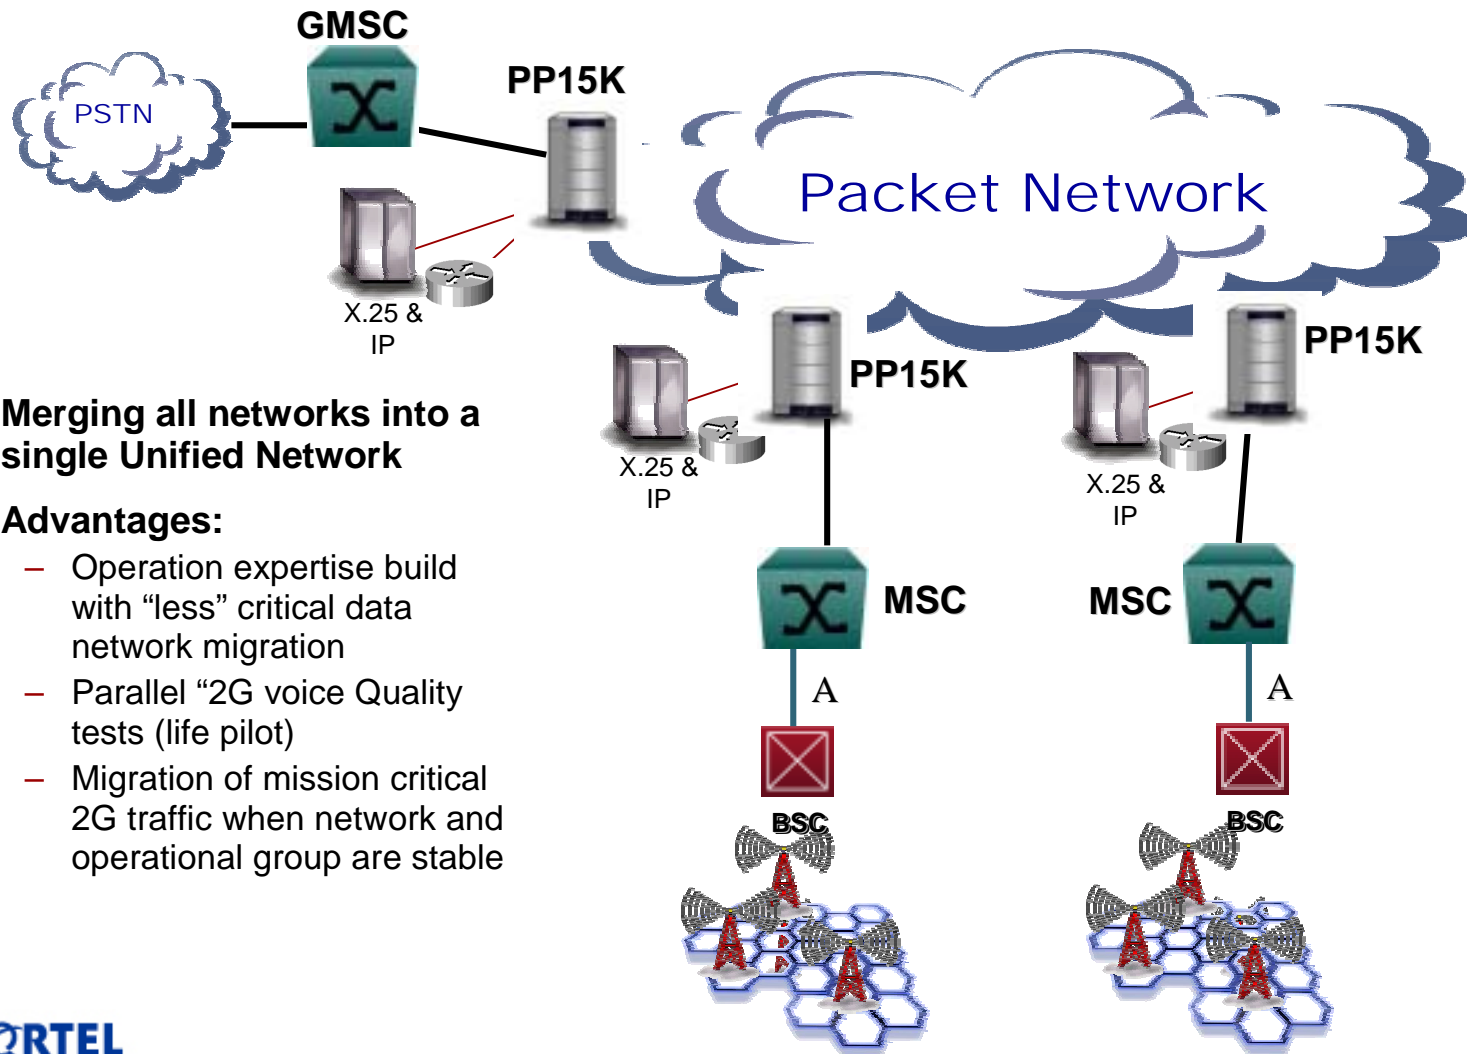 GMSC
PP15K
PSTN
Packet Network
X.25 &
IP
PP15K
PP15K
X.25 &
IP
X.25 &
IP
Merging all networks into a
single Unified Network
Advantages:
– Operation expertise build
with “less” critical data
network migration
– Parallel “2G voice Quality
tests (life pilot)
– Migration of mission critical
2G traffic when network and
operational group are stable
MSC
MSC
A
A
BSC
BSC
RTEL